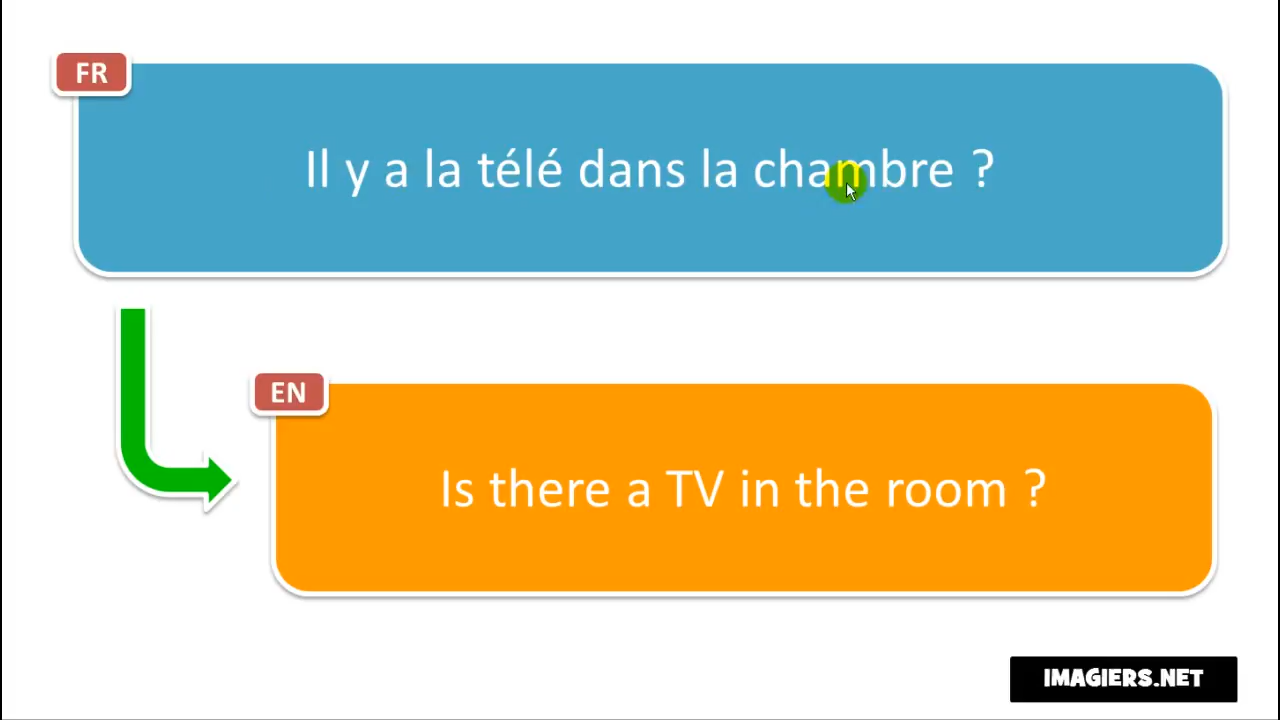 FR
Il y a la télé dans la chambre ?
EN
Is there a TV in the room ?
IMAGIERS.NET